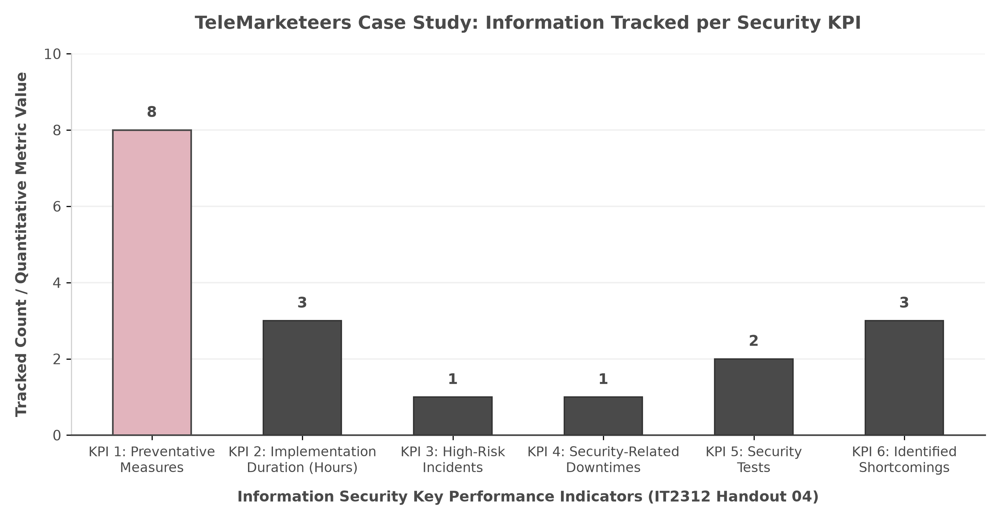 TeleMarketeers Case Study: Information Tracked per Security KPI
Tracked Count / Quantitative Metric Value
10
8
6
4
2
0
8
3
1
1
2
3
KPI 1: Preventative
Measures
KPI 2: Implementation
Duration (Hours)
KPI 3: High-Risk
Incidents
KPI 4: Security-Related
Downtimes
KPI 5: Security
Tests
KPI 6: Identified
Shortcomings
Information Security Key Performance Indicators (IT2312 Handout 04)